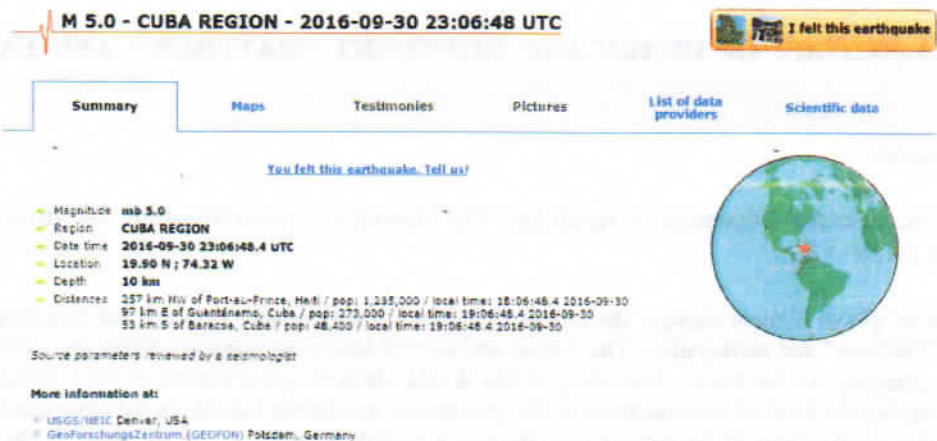 M 5.0 - CUBA REGION - 2016-09-30 23:06:48 UTC
I felt this earthquake
Summary
Maps
Testimonies
Pictures
List of data providers
Scientific data
You felt this earthquake. Tell us!
Magnitude mb 5.0
Region CUBA REGION
Date time 2016-09-30 23:06:48.4 UTC
Location 19.90 N ; 74.32 W
Depth 10 km
Distances 257 km NW of Port-au-Prince, Haiti / pop: 1,235,000 / local time: 18:06:48.4 2016-09-30
97 km E of Guantánamo, Cuba / pop: 273,000 / local time: 19:06:48.4 2016-09-30
53 km S of Baracoa, Cuba / pop: 48,400 / local time: 19:06:48.4 2016-09-30
Source parameters reviewed by a seismologist
More information at:
USGS/NEIC Denver, USA
GeoForschungsZentrum (GEOFON) Potsdam, Germany